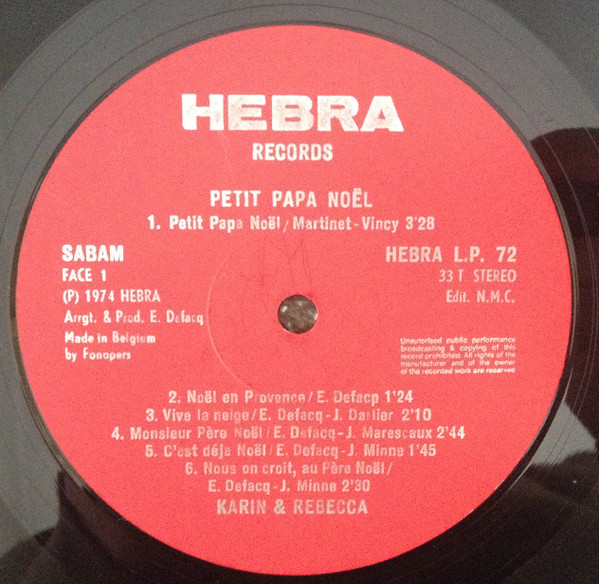 HEBRA
RECORDS
PETIT PAPA NOËL
1. Petit Papa Noël/Martinet-Vincy 3'28
SABAM
FACE 1
(P) 1974 HEBRA
Arrgt. & Prod. E. Defacq
Made in Belgium
by Fonopers
HEBRA L.P. 72
33 T STEREO
Edit. N.M.C.
Unautorised public performance
broadcasting & copying of this
record prohibited. All rights of the
manufacturer and of the owner
of the recorded work are reserved
2. Noël en Provence/E. Defacp 1'24
3. Vive la neige/E. Defacq-J. Darlier 2'10
4. Monsieur Père Noël/E. Defacq-J. Marescaux 2'44
5. C'est déja Noël/E. Defacq-J. Minne 1'45
6. Nous on croit, au Père Noël/
E. Defacq-J. Minne 2'30
KARIN & REBECCA